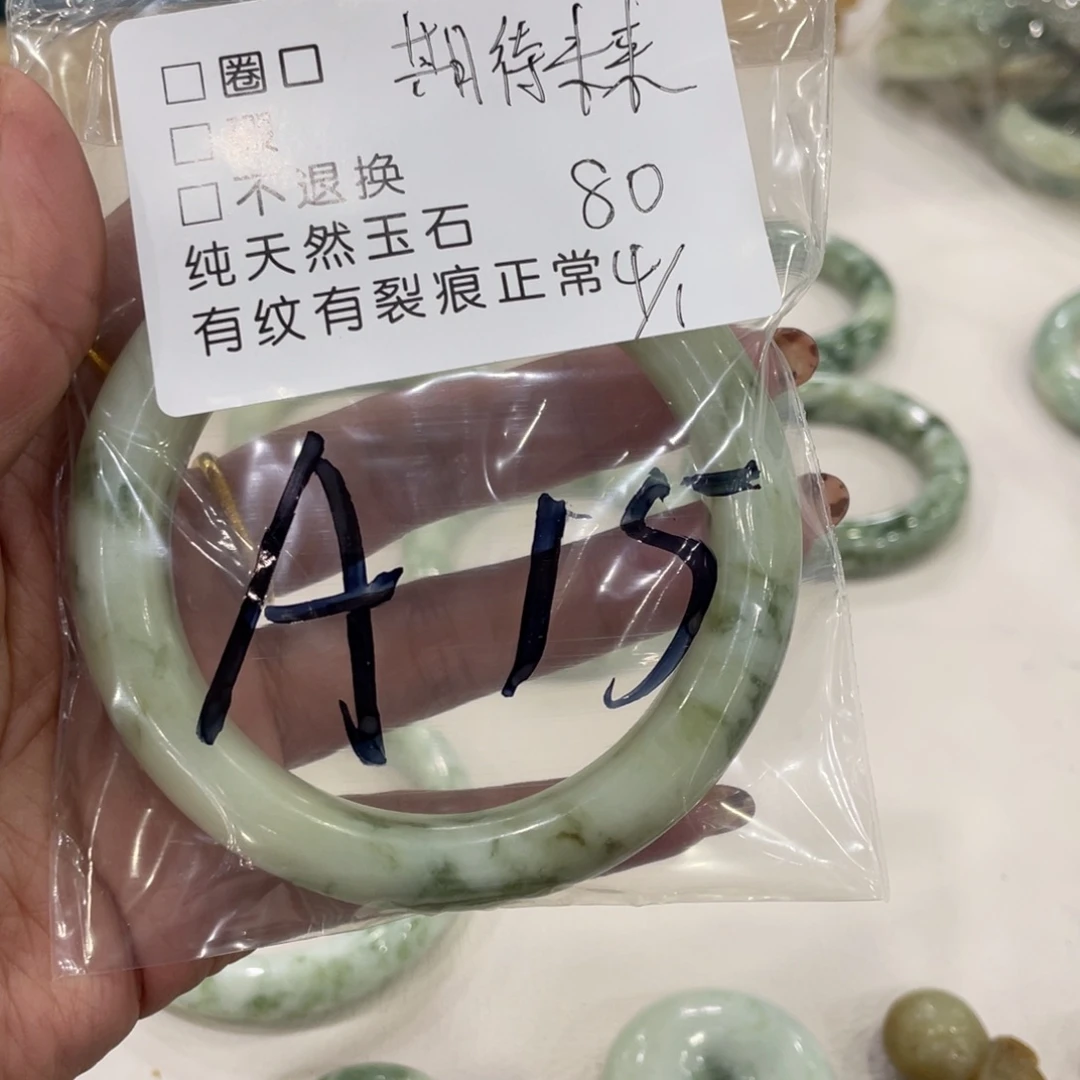 □圈口 期待未来
□
□不退换 80
纯天然玉石
有纹有裂痕正常 4/1
A 15